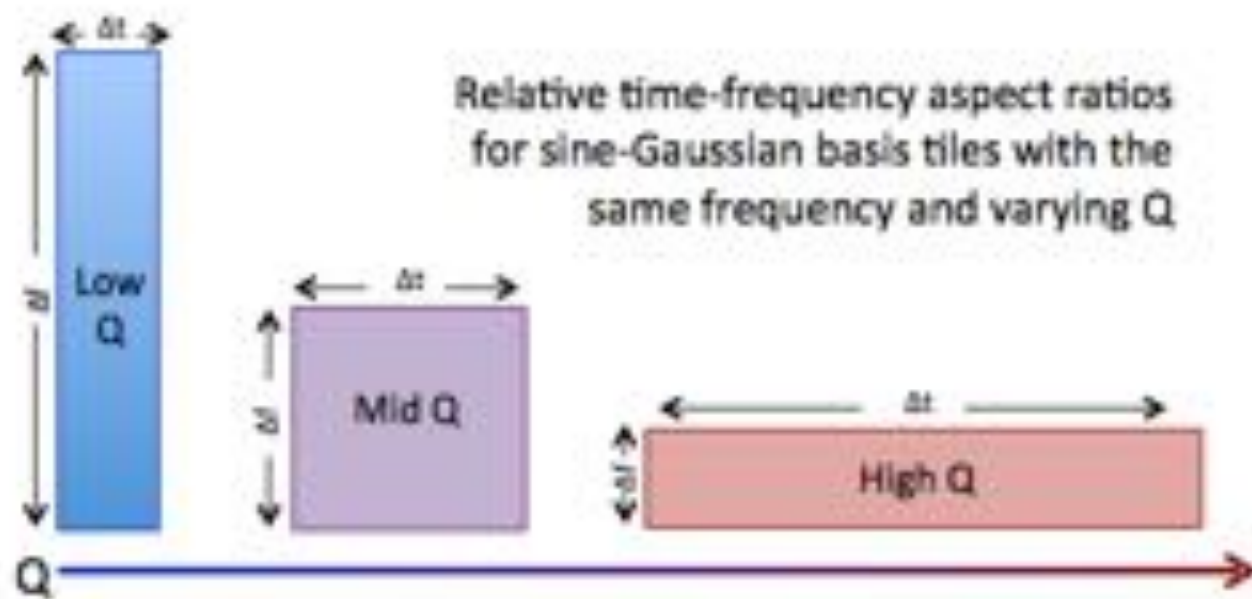 Δt
Relative time-frequency aspect ratios
for sine-Gaussian basis tiles with the
same frequency and varying Q
Low
Q
Δf
Δt
Mid Q
Δf
Δt
High Q
Δf
Q